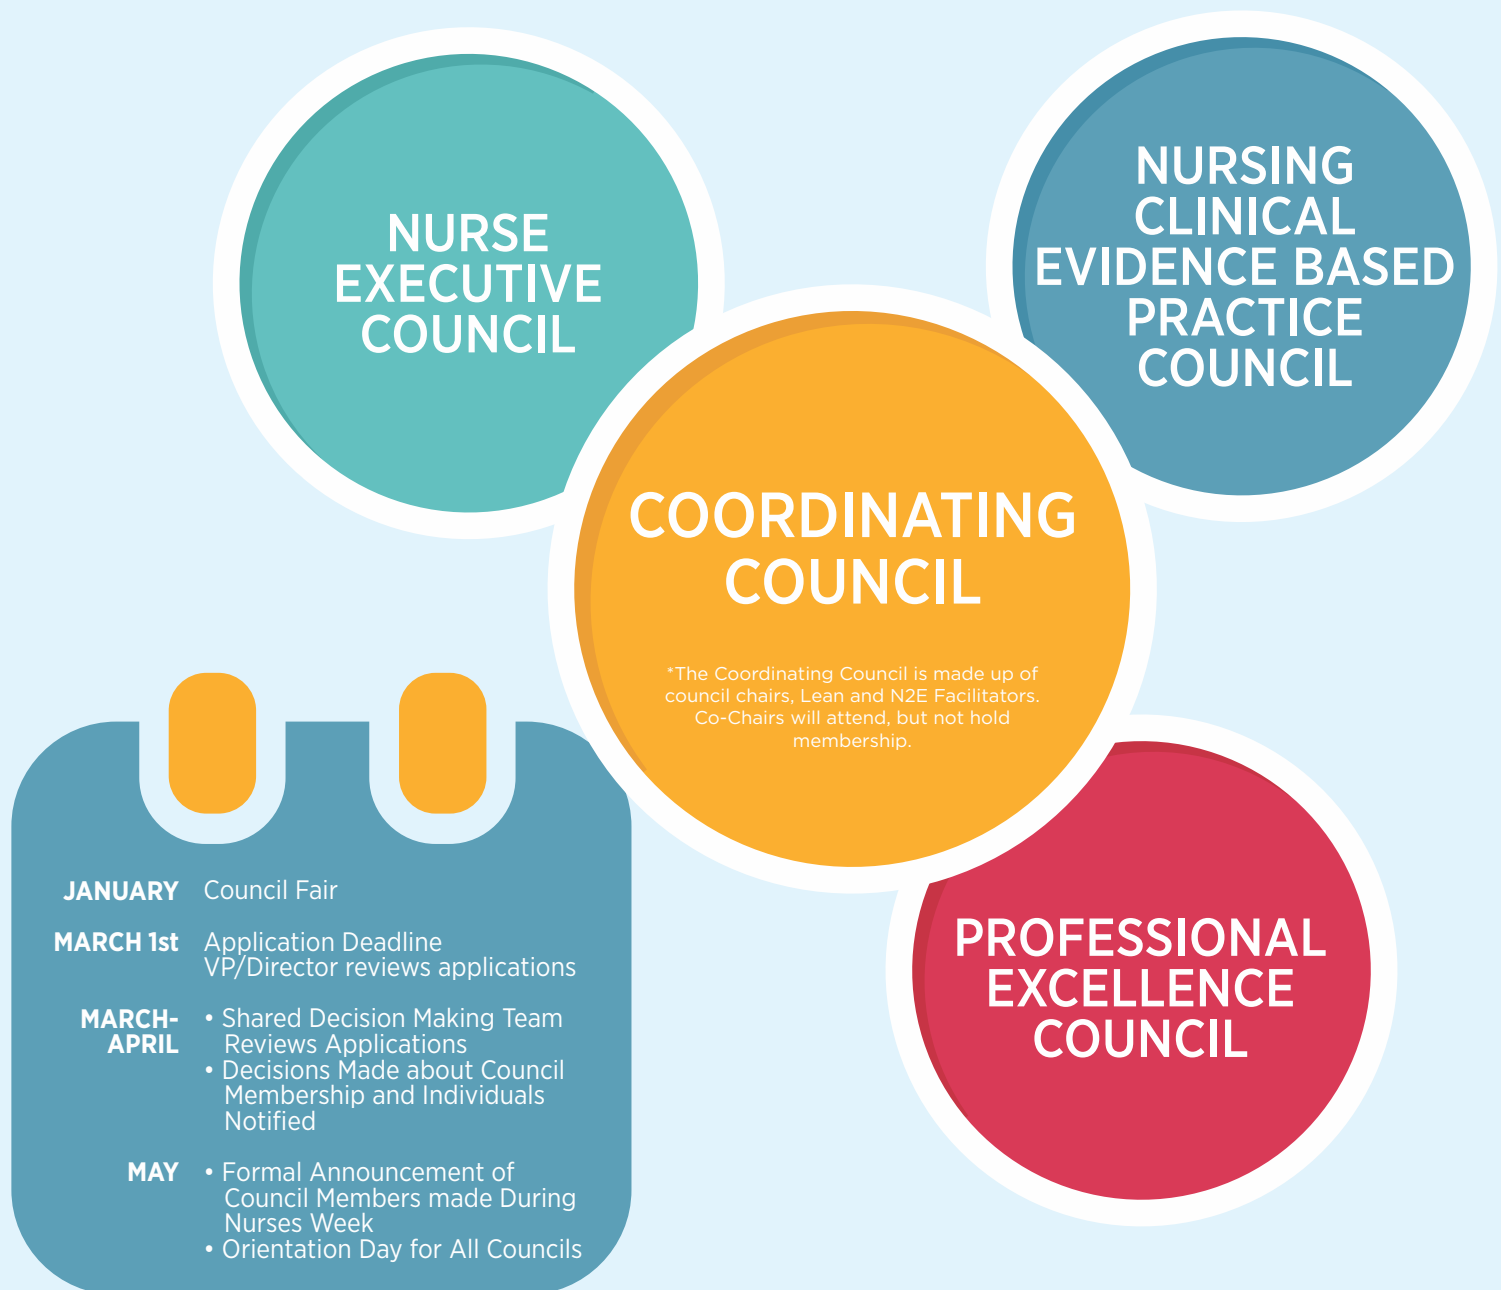 NURSE
EXECUTIVE
COUNCIL
NURSING
CLINICAL
EVIDENCE BASED
PRACTICE
COUNCIL
COORDINATING
COUNCIL
*The Coordinating Council is made up of
council chairs, Lean and N2E Facilitators.
Co-Chairs will attend, but not hold
membership.
PROFESSIONAL
EXCELLENCE
COUNCIL
JANUARY Council Fair
MARCH 1st Application Deadline
VP/Director reviews applications
MARCH- • Shared Decision Making Team
APRIL Reviews Applications
• Decisions Made about Council
Membership and Individuals
Notified
MAY • Formal Announcement of
Council Members made During
Nurses Week
• Orientation Day for All Councils